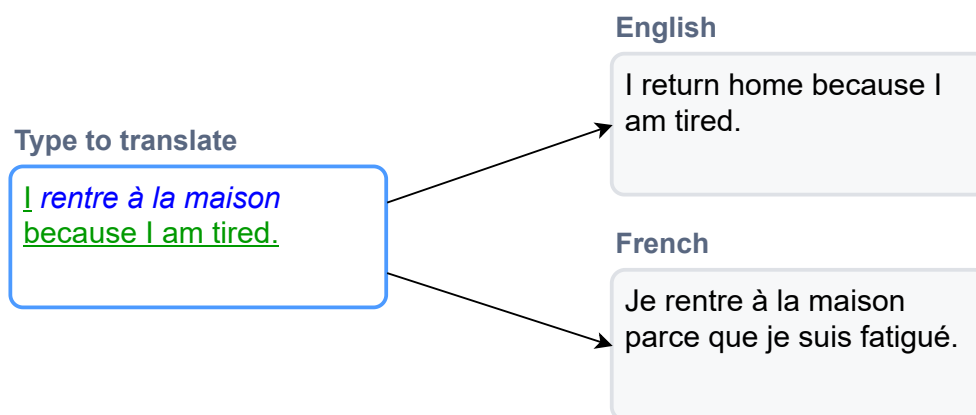 Type to translate
I rentre à la maison
because I am tired.
English
I return home because I
am tired.
French
Je rentre à la maison
parce que je suis fatigué.